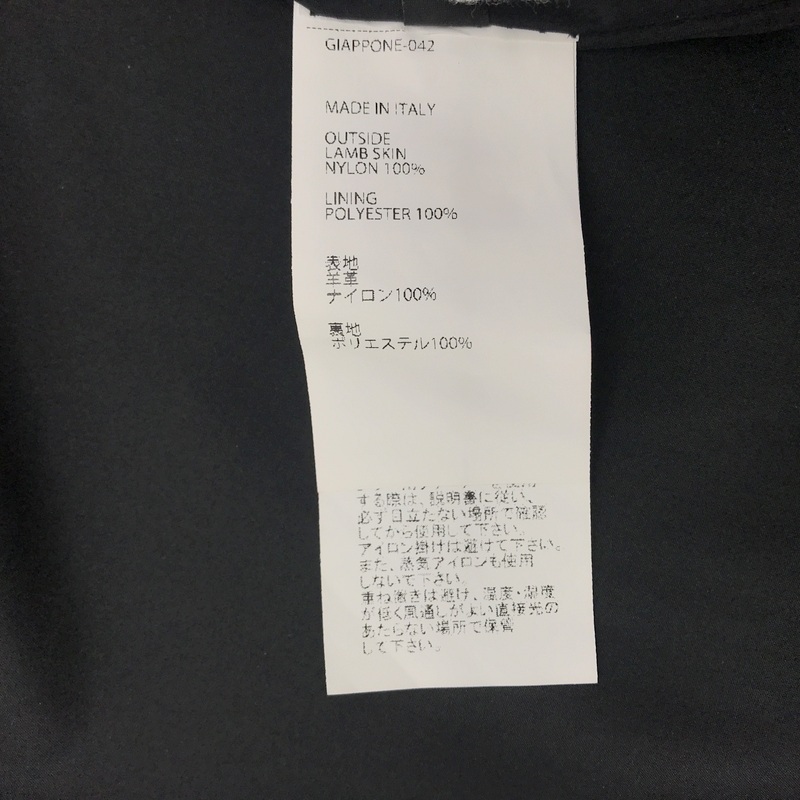 GIAPPONE-042
MADE IN ITALY
OUTSIDE
LAMB SKIN
NYLON 100%
LINING
POLYESTER 100%
表地
羊革
ナイロン100%
裏地
ポリエステル100%
する際は、説明書に従い、
必ず目立たない場所で確認
してから使用して下さい。
アイロン掛けは避けて下さい。
また、蒸気アイロンも使用
しないで下さい。
重ね置きは避け、温度・湿度
が低く風通しがよい直接光の
あたらない場所で保管
して下さい。